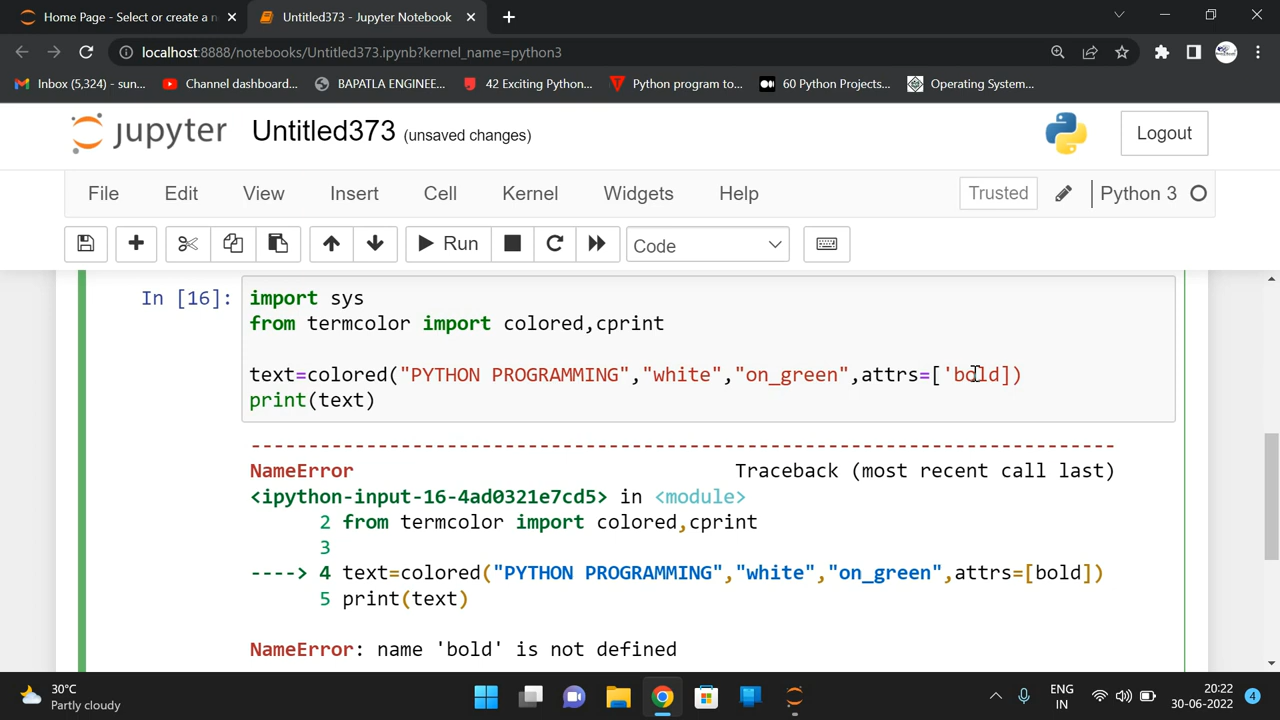 Home Page - Select or create a n
Untitled373 - Jupyter Notebook
localhost:8888/notebooks/Untitled373.ipynb?kernel_name=python3
Inbox (5,324) - sun...
Channel dashboard...
BAPATLA ENGINEE...
42 Exciting Python...
Python program to...
60 Python Projects...
Operating System...
jupyter Untitled373 (unsaved changes)
Logout
File Edit View Insert Cell Kernel Widgets Help
Trusted
Python 3
Run
Code
In [16]: import sys
from termcolor import colored,cprint
text=colored("PYTHON PROGRAMMING","white","on_green",attrs=['bold])
print(text)
---------------------------------------------------------------------------
NameError Traceback (most recent call last)
<ipython-input-16-4ad0321e7cd5> in <module>
2 from termcolor import colored,cprint
3
----> 4 text=colored("PYTHON PROGRAMMING","white","on_green",attrs=[bold])
5 print(text)
NameError: name 'bold' is not defined
30°C
Partly cloudy
ENG
IN
20:22
30-06-2022
4